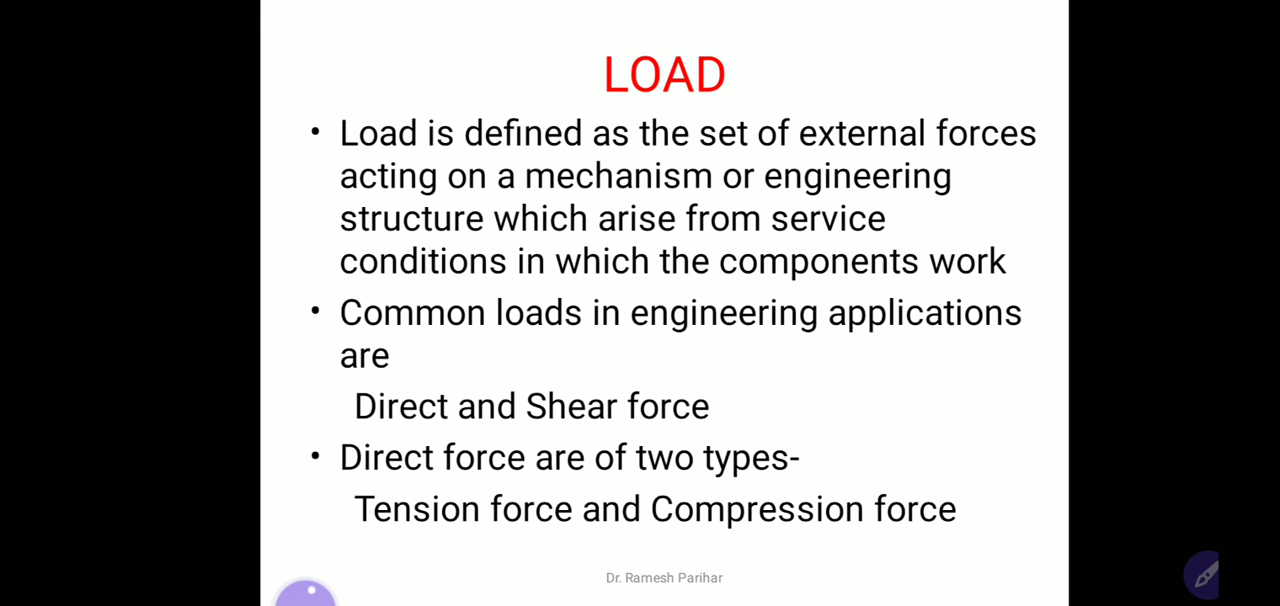 LOAD
• Load is defined as the set of external forces
acting on a mechanism or engineering
structure which arise from service
conditions in which the components work
• Common loads in engineering applications
are
Direct and Shear force
• Direct force are of two types-
Tension force and Compression force
Dr. Ramesh Parihar